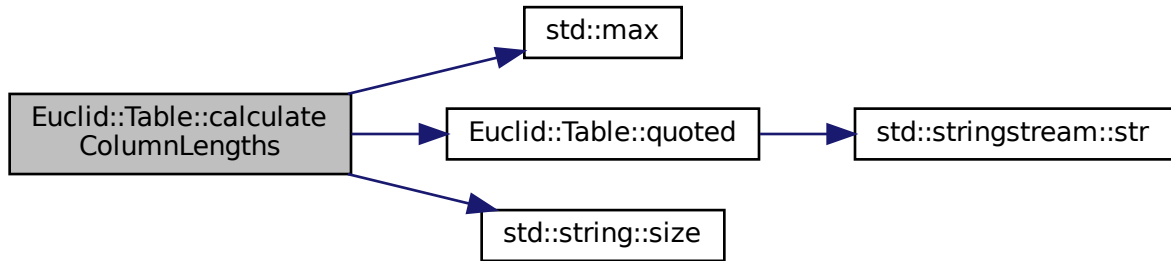 Euclid::Table::calculate
ColumnLengths
std::max
Euclid::Table::quoted
std::stringstream::str
std::string::size